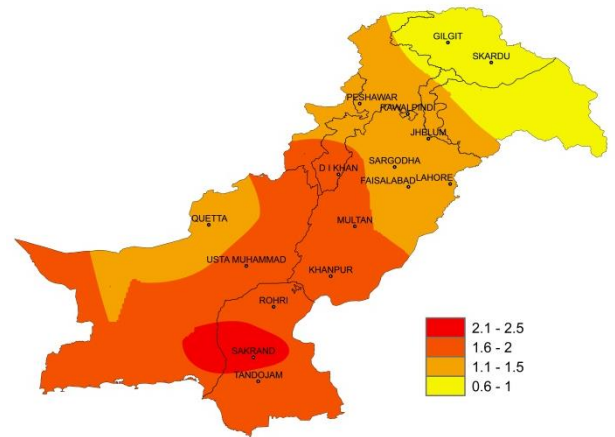 GILGIT
SKARDU
PESHAWAR
RAWALPINDI
JHELUM
SARGODHA
D I KHAN
FAISALABAD
LAHORE
QUETTA
MULTAN
USTA MUHAMMAD
KHANPUR
ROHRI
SAKRAND
TANDOJAM
2.1 - 2.5
1.6 - 2
1.1 - 1.5
0.6 - 1